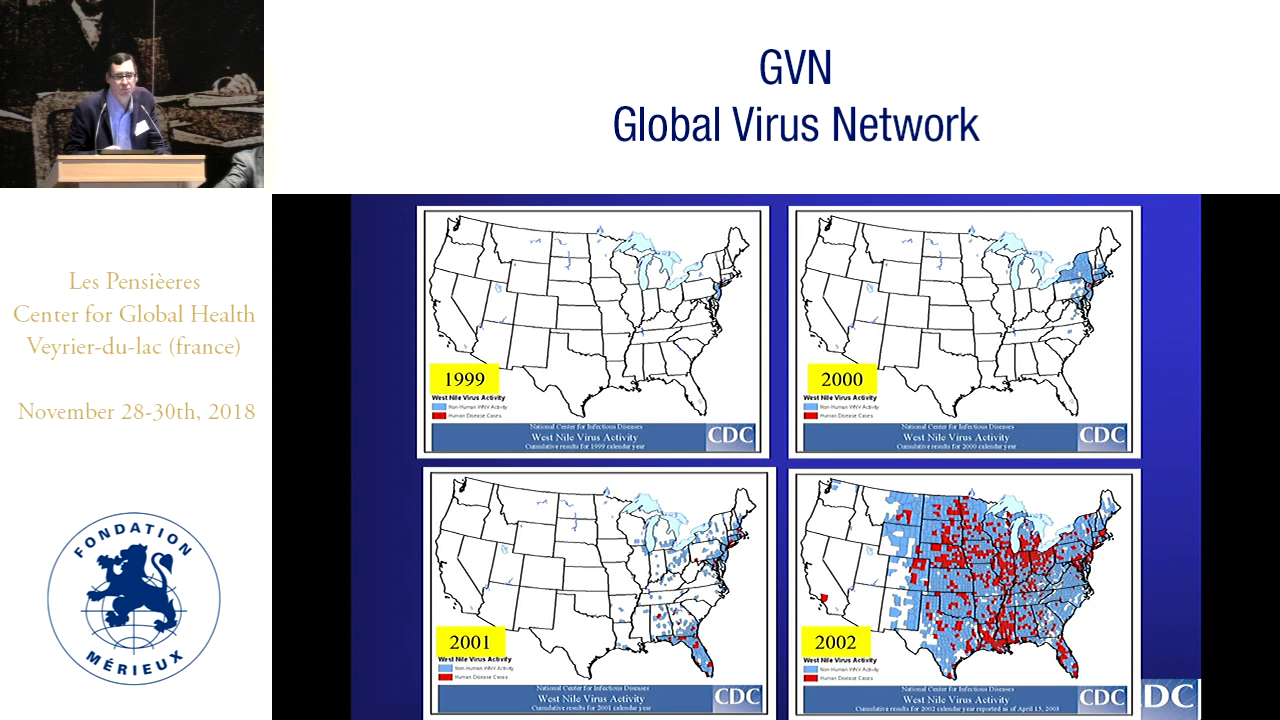 GVN
Global Virus Network
Les Pensièeres
Center for Global Health
Veyrier-du-lac (france)
November 28-30th, 2018
FONDATION
MÉRIEUX
1999
West Nile Virus Activity
Non-Human WNV Activity
Human Disease Cases
National Center for Infectious Diseases
West Nile Virus Activity
Cumulative results for 1999 calendar year
CDC
2000
West Nile Virus Activity
Non-Human WNV Activity
Human Disease Cases
National Center for Infectious Diseases
West Nile Virus Activity
Cumulative results for 2000 calendar year
CDC
2001
West Nile Virus Activity
Non-Human WNV Activity
Human Disease Cases
National Center for Infectious Diseases
West Nile Virus Activity
Cumulative results for 2001 calendar year
CDC
2002
West Nile Virus Activity
Non-Human WNV Activity
Human Disease Cases
National Center for Infectious Diseases
West Nile Virus Activity
Cumulative results for 2002 calendar year reported as of April 15, 2003
CDC
DC